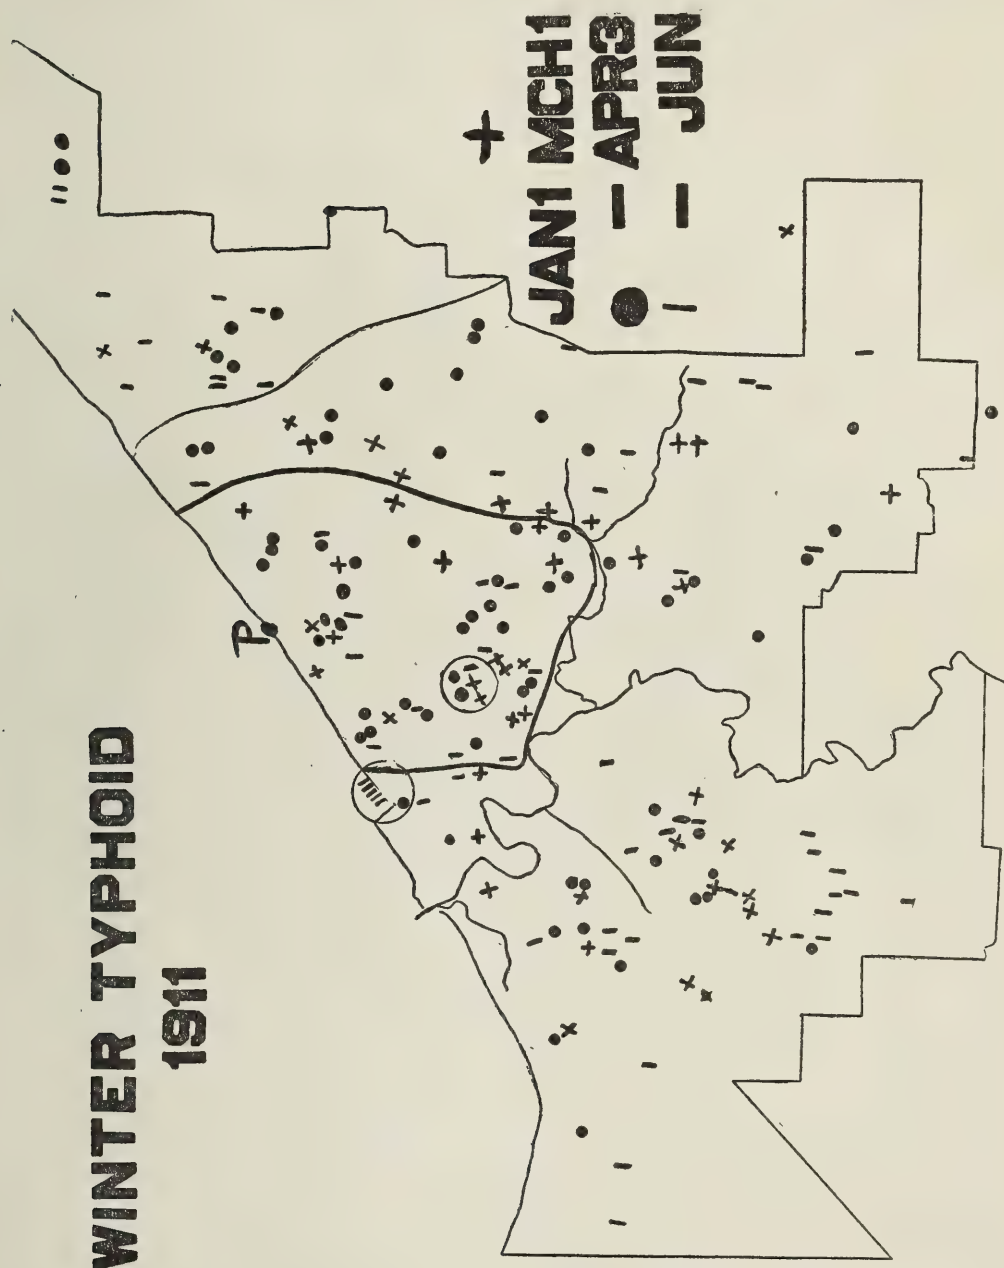 WINTER TYPHOID
1911
P
+
JAN1 MCH1
● — APR3
| — JUN